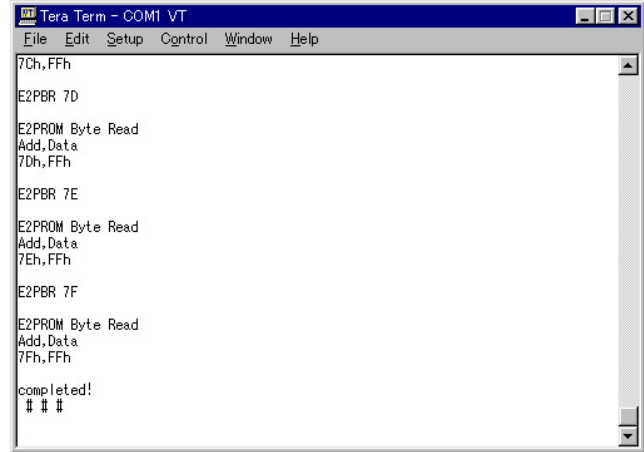 Tera Term - COM1 VT
File Edit Setup Control Window Help
7Ch,FFh
E2PBR 7D
E2PROM Byte Read
Add,Data
7Dh,FFh
E2PBR 7E
E2PROM Byte Read
Add,Data
7Eh,FFh
E2PBR 7F
E2PROM Byte Read
Add,Data
7Fh,FFh
completed!
# # #